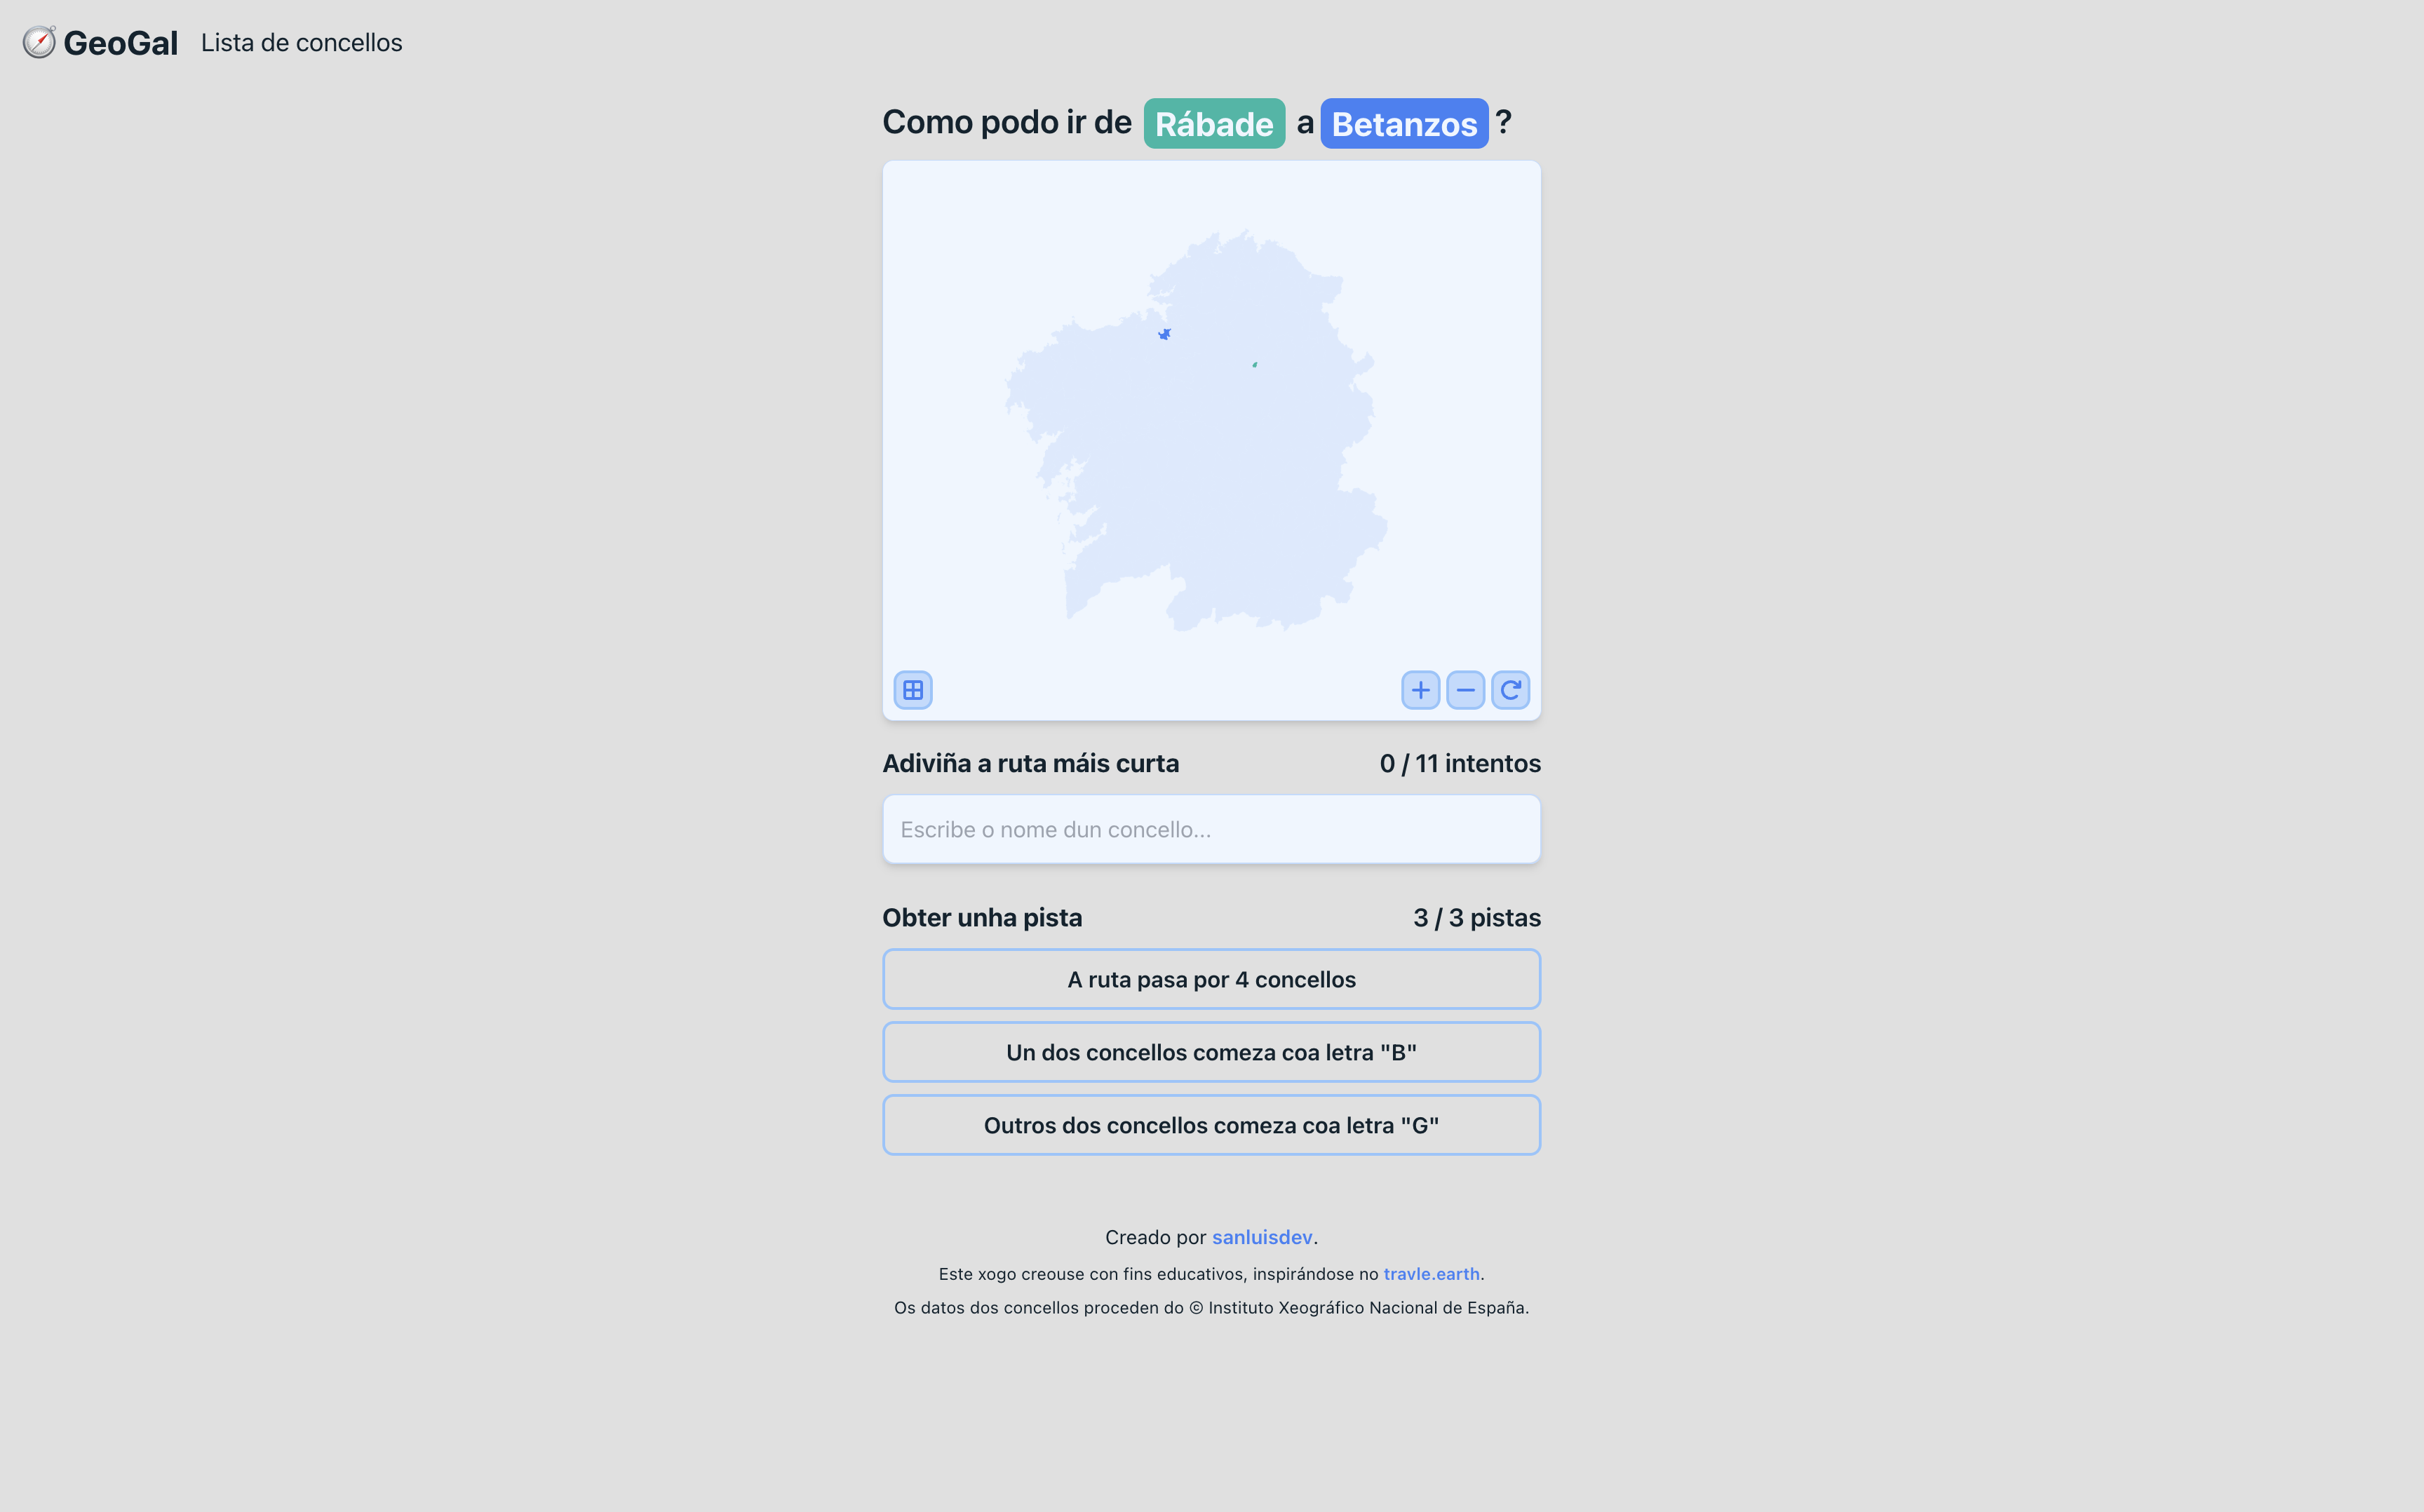 GeoGal Lista de concellos
Como podo ir de Rábade a Betanzos ?
Adiviña a ruta máis curta 0 / 11 intentos
Escribe o nome dun concello...
Obter unha pista 3 / 3 pistas
A ruta pasa por 4 concellos
Un dos concellos comeza coa letra "B"
Outros dos concellos comeza coa letra "G"
Creado por sanluisdev.
Este xogo creouse con fins educativos, inspirándose no travle.earth.
Os datos dos concellos proceden do © Instituto Xeográfico Nacional de España.